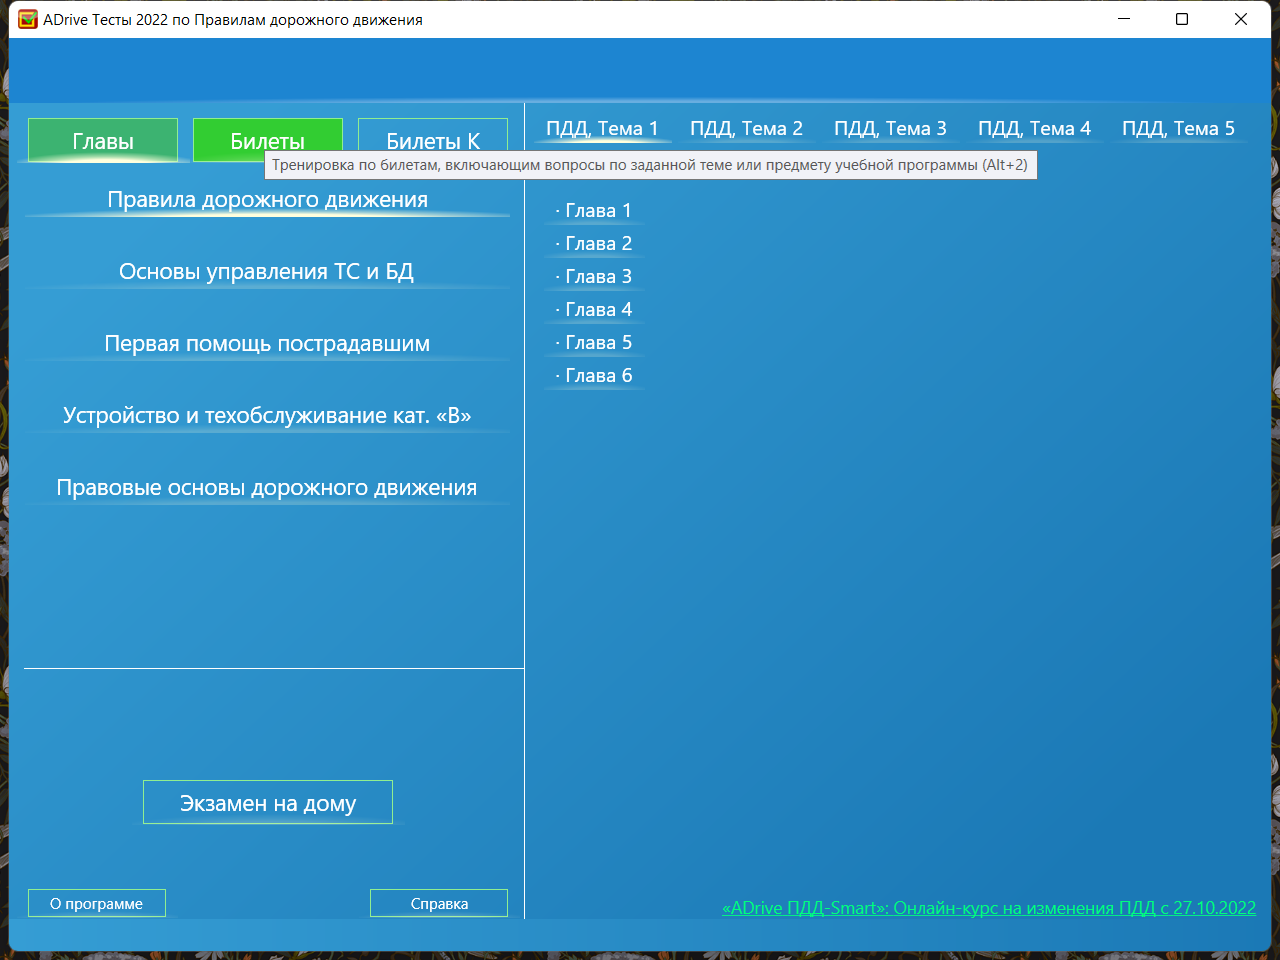 ADrive Тесты 2022 по Правилам дорожного движения
Главы
Билеты
Билеты К
Тренировка по билетам, включающим вопросы по заданной теме или предмету учебной программы (Alt+2)
Правила дорожного движения
Основы управления ТС и БД
Первая помощь пострадавшим
Устройство и техобслуживание кат. «В»
Правовые основы дорожного движения
Экзамен на дому
О программе
Справка
ПДД, Тема 1
ПДД, Тема 2
ПДД, Тема 3
ПДД, Тема 4
ПДД, Тема 5
· Глава 1
· Глава 2
· Глава 3
· Глава 4
· Глава 5
· Глава 6
«ADrive ПДД-Smart»: Онлайн-курс на изменения ПДД с 27.10.2022